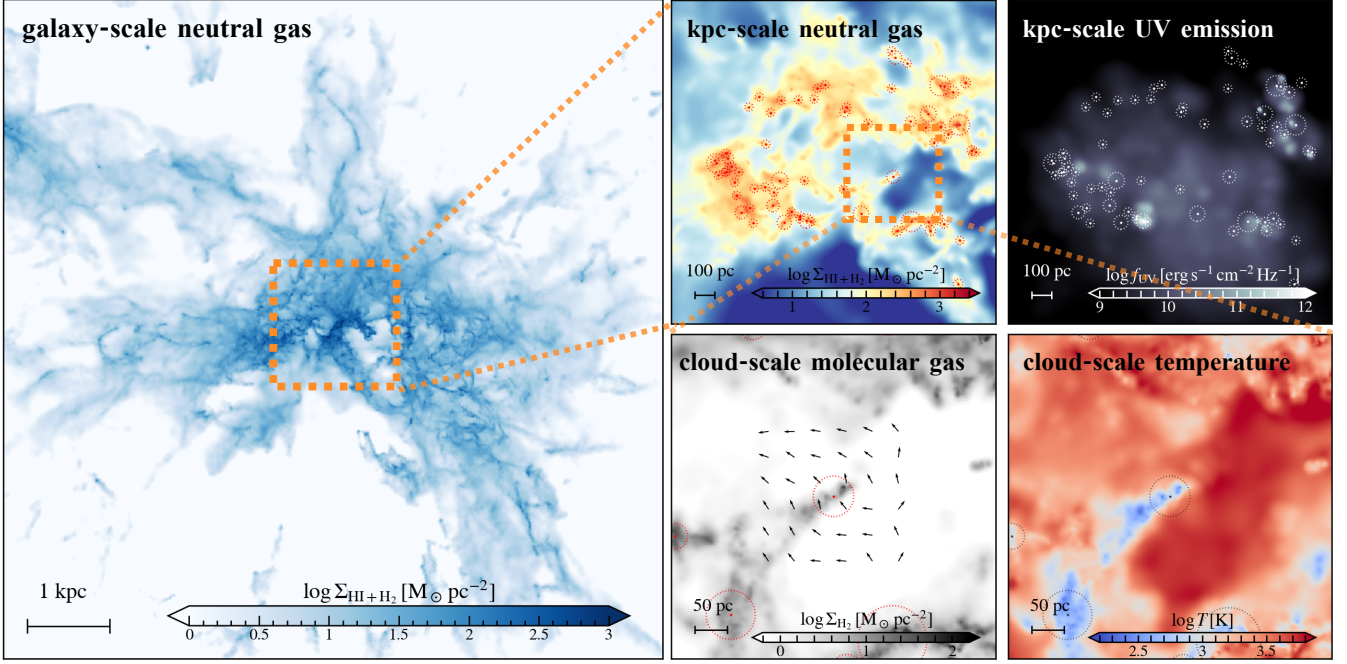 galaxy-scale neutral gas
1 kpc
log Σ_HI+H₂ [M⊙ pc⁻²]
0 0.5 1 1.5 2 2.5 3
kpc-scale neutral gas
100 pc
log Σ_HI+H₂ [M⊙ pc⁻²]
1 2 3
kpc-scale UV emission
100 pc
log f_UV [erg s⁻¹ cm⁻² Hz⁻¹]
9 10 11 12
cloud-scale molecular gas
50 pc
log Σ_H₂ [M⊙ pc⁻²]
0 1 2
cloud-scale temperature
50 pc
log T [K]
2.5 3 3.5